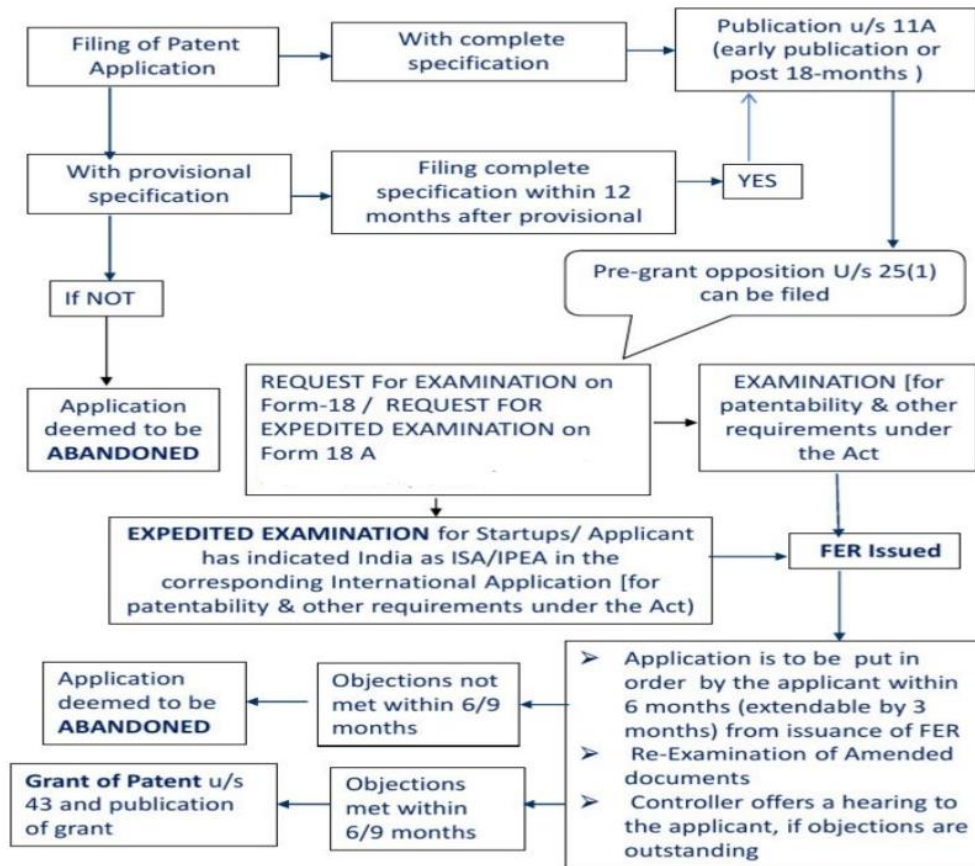 Filing of Patent
Application
With complete
specification
Publication u/s 11A
(early publication or
post 18-months )
With provisional
specification
Filing complete
specification within 12
months after provisional
YES
Pre-grant opposition U/s 25(1)
can be filed
If NOT
Application
deemed to be
ABANDONED
REQUEST For EXAMINATION on
Form-18 / REQUEST FOR
EXPEDITED EXAMINATION on
Form 18 A
EXAMINATION [for
patentability & other
requirements under
the Act
EXPEDITED EXAMINATION for Startups/ Applicant
has indicated India as ISA/IPEA in the
corresponding International Application [for
patentability & other requirements under the Act)
FER Issued
➢ Application is to be put in
order by the applicant within
6 months (extendable by 3
months) from issuance of FER
➢ Re-Examination of Amended
documents
➢ Controller offers a hearing to
the applicant, if objections are
outstanding
Objections not
met within 6/9
months
Application
deemed to be
ABANDONED
Objections
met within
6/9 months
Grant of Patent u/s
43 and publication
of grant